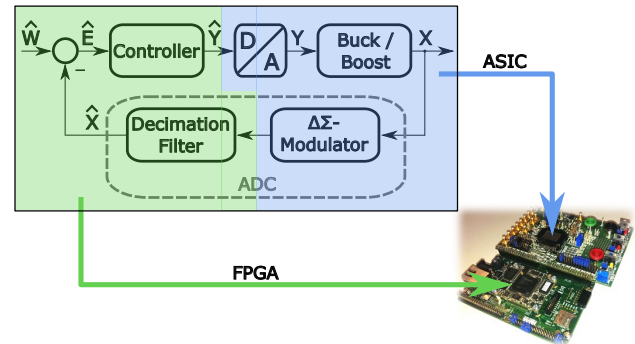 Ŵ
Ê
Controller
Ŷ
D
A
Y
Buck /
Boost
X
ASIC
−
X̂
Decimation
Filter
ΔΣ-
Modulator
ADC
FPGA